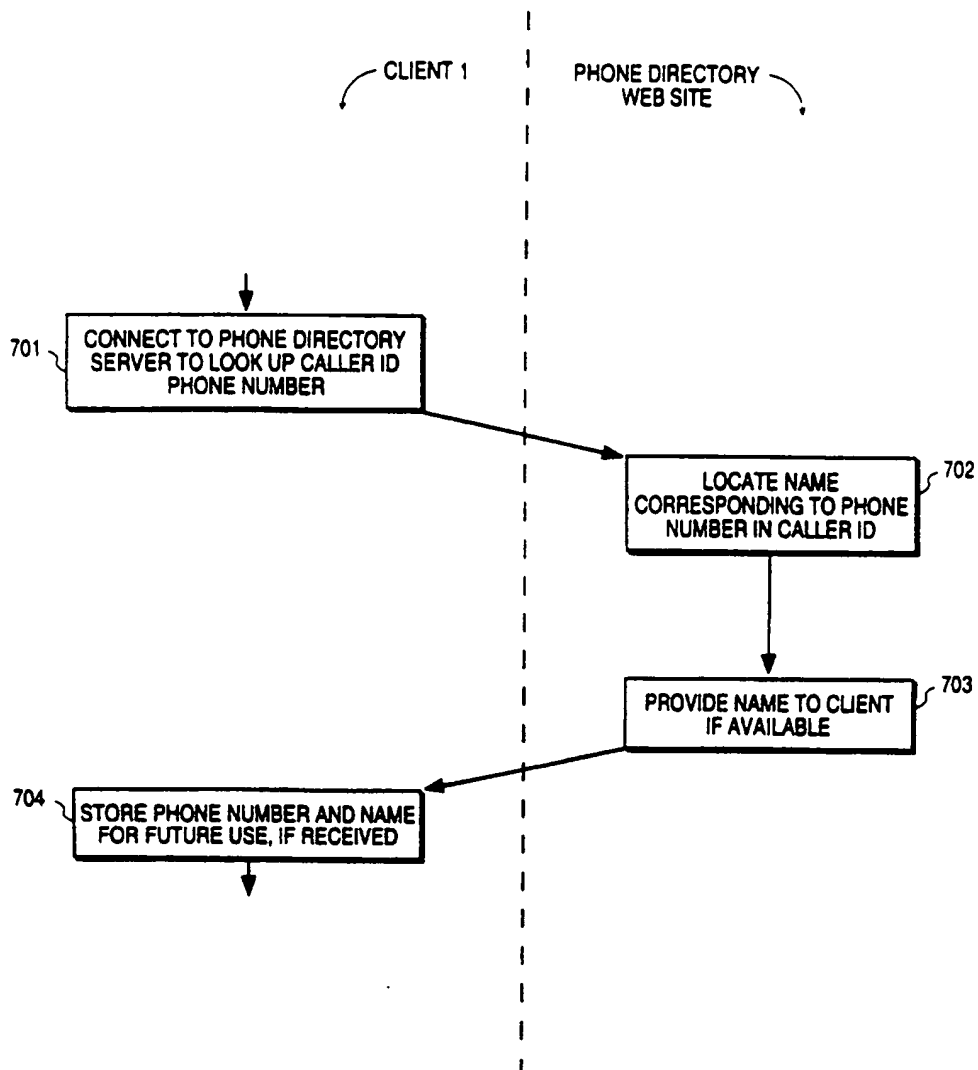 CLIENT 1
PHONE DIRECTORY
WEB SITE
701
CONNECT TO PHONE DIRECTORY
SERVER TO LOOK UP CALLER ID
PHONE NUMBER
702
LOCATE NAME
CORRESPONDING TO PHONE
NUMBER IN CALLER ID
703
PROVIDE NAME TO CLIENT
IF AVAILABLE
704
STORE PHONE NUMBER AND NAME
FOR FUTURE USE, IF RECEIVED